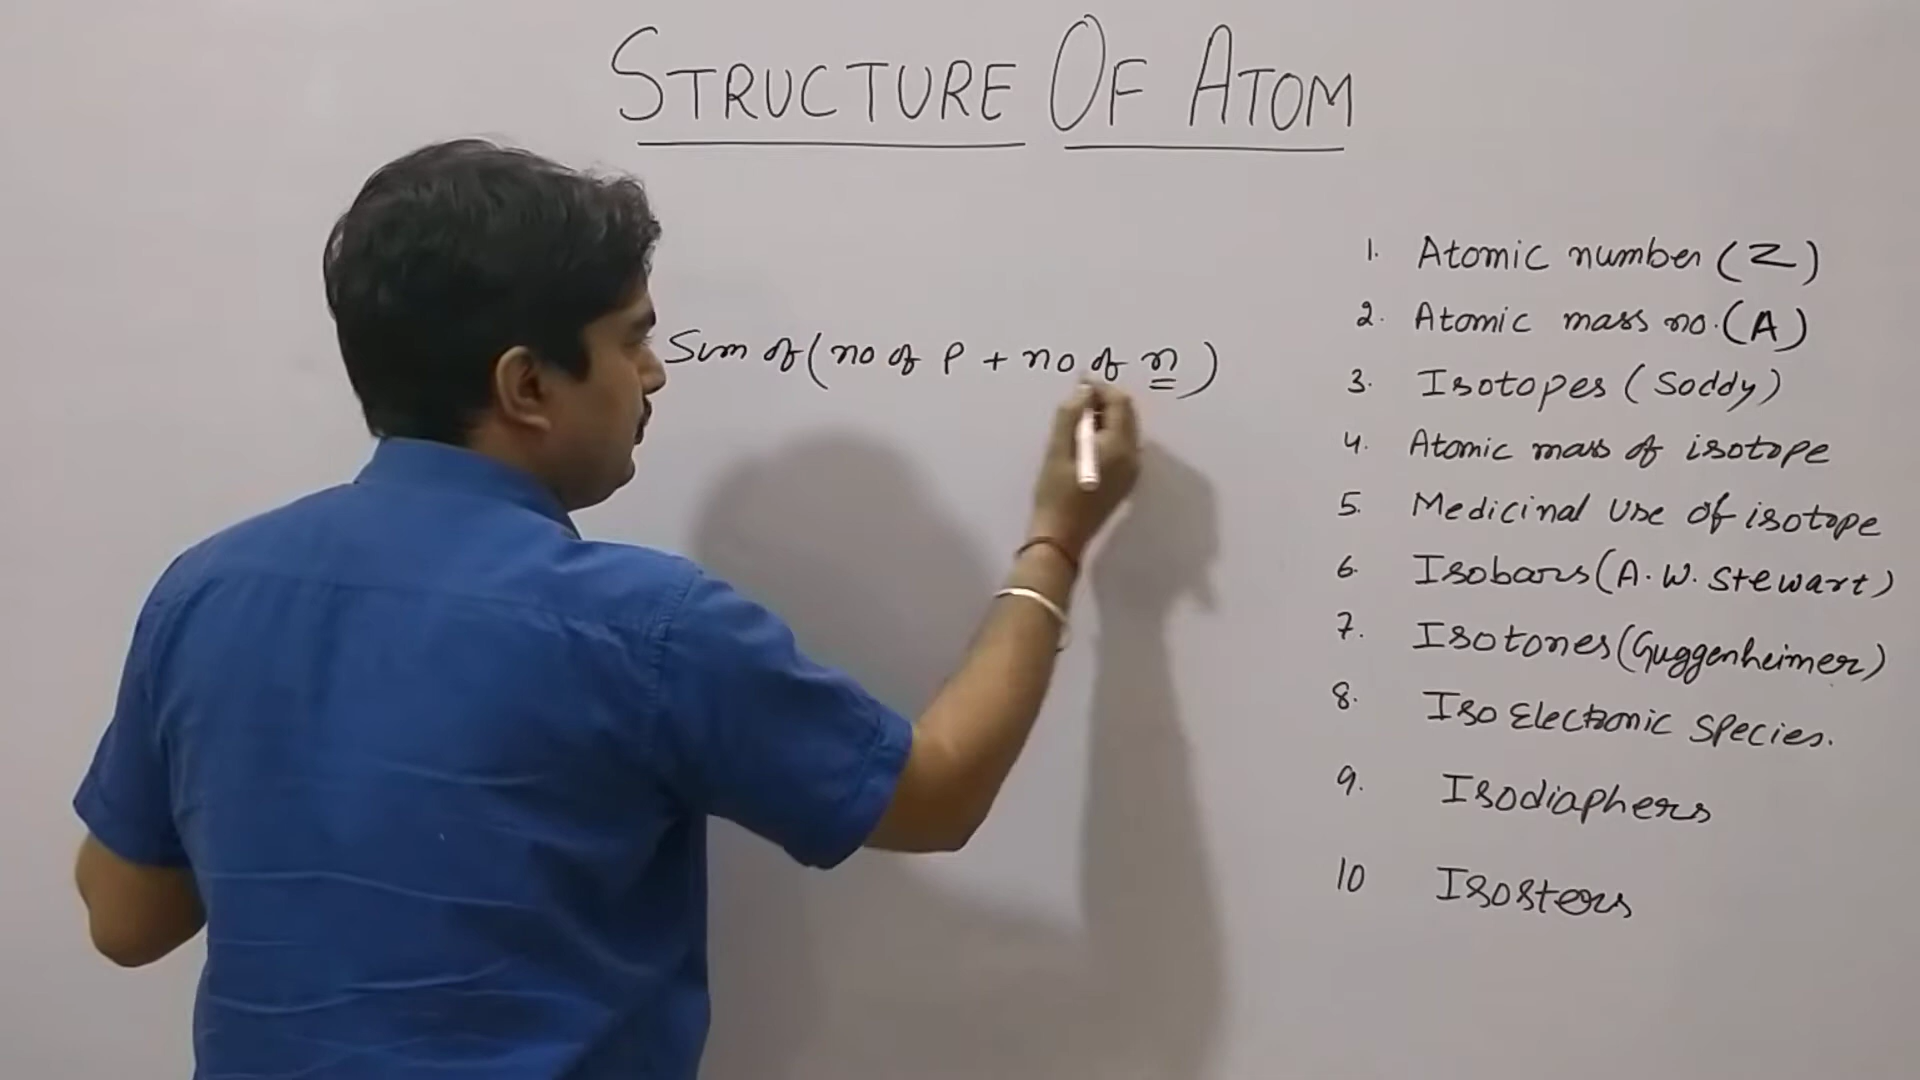 STRUCTURE OF ATOM
Sum of (no of P + no of n)
1. Atomic number (Z)
2. Atomic mass no. (A)
3. Isotopes (Soddy)
4. Atomic mass of isotope
5. Medicinal Use of isotope
6. Isobars (A. W. Stewart)
7. Isotones (Guggenheimer)
8. Iso Electronic Species.
9. Isodiaphers
10 Isosters